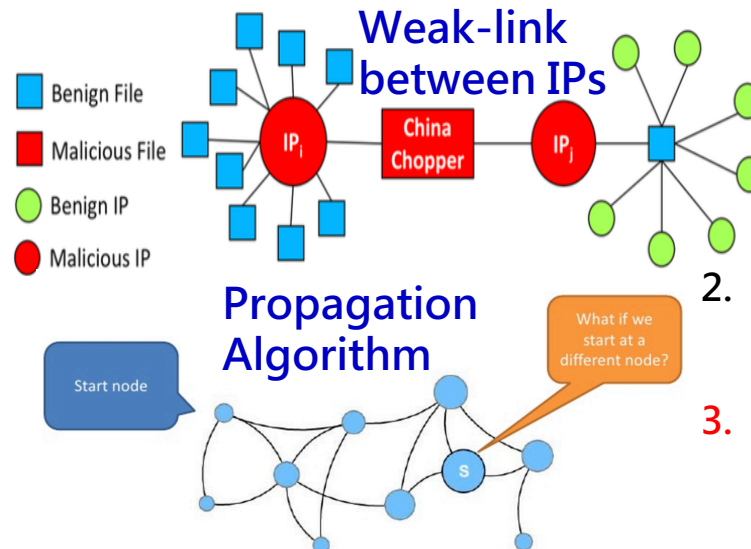 Weak-link
between IPs
Benign File
Malicious File
Benign IP
Malicious IP
IPi
China
Chopper
IPj
2.
Propagation
Algorithm
What if we
start at a
different node?
Start node
3.
S